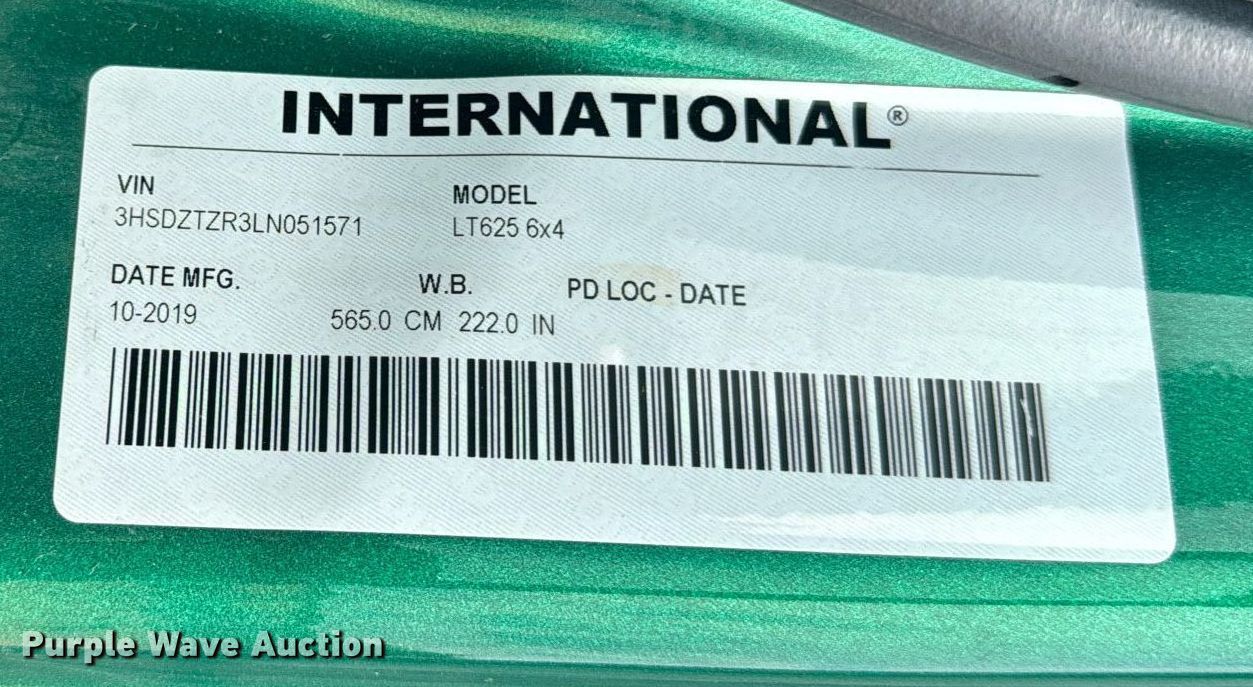 INTERNATIONAL®
VIN MODEL
3HSDZTZR3LN051571 LT625 6x4
DATE MFG. W.B. PD LOC - DATE
10-2019 565.0 CM 222.0 IN
Purple Wave Auction